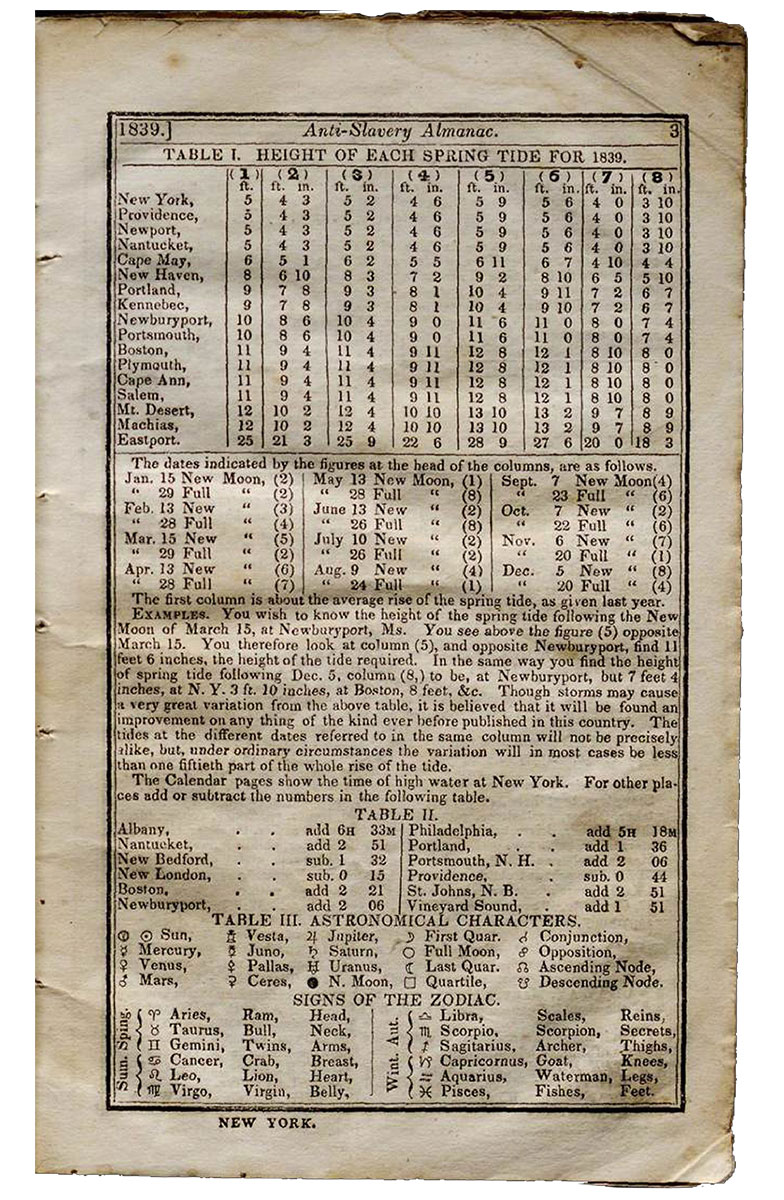 1839.] Anti-Slavery Almanac. 3
TABLE I. HEIGHT OF EACH SPRING TIDE FOR 1839.
(1) (2) (3) (4) (5) (6) (7) (8)
ft. ft. in. ft. in. ft. in. ft. in. ft. in. ft. in. ft. in.
New York, 5 4 3 5 2 4 6 5 9 5 6 4 0 3 10
Providence, 5 4 3 5 2 4 6 5 9 5 6 4 0 3 10
Newport, 5 4 3 5 2 4 6 5 9 5 6 4 0 3 10
Nantucket, 5 4 3 5 2 4 6 5 9 5 6 4 0 3 10
Cape May, 6 5 1 6 2 5 5 6 11 6 7 4 10 4 4
New Haven, 8 6 10 8 3 7 2 9 2 8 10 6 5 5 10
Portland, 9 7 8 9 3 8 1 10 4 9 11 7 2 6 7
Kennebec, 9 7 8 9 3 8 1 10 4 9 10 7 2 6 7
Newburyport, 10 8 6 10 4 9 0 11 6 11 0 8 0 7 4
Portsmouth, 10 8 6 10 4 9 0 11 6 11 0 8 0 7 4
Boston, 11 9 4 11 4 9 11 12 8 12 1 8 10 8 0
Plymouth, 11 9 4 11 4 9 11 12 8 12 1 8 10 8 0
Cape Ann, 11 9 4 11 4 9 11 12 8 12 1 8 10 8 0
Salem, 11 9 4 11 4 9 11 12 8 12 1 8 10 8 0
Mt. Desert, 12 10 2 12 4 10 10 13 10 13 2 9 7 8 9
Machias, 12 10 2 12 4 10 10 13 10 13 2 9 7 8 9
Eastport. 25 21 3 25 9 22 6 28 9 27 6 20 0 18 3
The dates indicated by the figures at the head of the columns, are as follows.
Jan. 15 New Moon, (2) May 13 New Moon, (1) Sept. 7 New Moon(4)
“ 29 Full “ (2) “ 28 Full “ (8) “ 23 Full “ (6)
Feb. 13 New “ (3) June 13 New “ (2) Oct. 7 New “ (2)
“ 28 Full “ (4) “ 26 Full “ (8) “ 22 Full “ (6)
Mar. 15 New “ (5) July 10 New “ (2) Nov. 6 New “ (7)
“ 29 Full “ (2) “ 26 Full “ (2) “ 20 Full “ (1)
Apr. 13 New “ (6) Aug. 9 New “ (4) Dec. 5 New “ (8)
“ 28 Full “ (7) “ 24 Full “ (1) “ 20 Full “ (4)
The first column is about the average rise of the spring tide, as given last year.
EXAMPLES. You wish to know the height of the spring tide following the New
Moon of March 15, at Newburyport, Ms. You see above the figure (5) opposite
March 15. You therefore look at column (5), and opposite Newburyport, find 11
feet 6 inches, the height of the tide required. In the same way you find the height
of spring tide following Dec. 5, column (8,) to be, at Newburyport, but 7 feet 4
inches, at N. Y. 3 ft. 10 inches, at Boston, 8 feet, &c. Though storms may cause
a very great variation from the above table, it is believed that it will be found an
improvement on any thing of the kind ever before published in this country. The
tides at the different dates referred to in the same column will not be precisely
alike, but, under ordinary circumstances the variation will in most cases be less
than one fiftieth part of the whole rise of the tide.
The Calendar pages show the time of high water at New York. For other pla-
ces add or subtract the numbers in the following table.
TABLE II.
Albany, . . add 6H 33M Philadelphia, . . add 5H 18M
Nantucket, . . add 2 51 Portland, . . add 1 36
New Bedford, . . sub. 1 32 Portsmouth, N. H. . add 2 06
New London, . . sub. 0 15 Providence, . sub. 0 44
Boston, . . add 2 21 St. Johns, N. B. . add 2 51
Newburyport, . . add 2 06 Vineyard Sound, . add 1 51
TABLE III. ASTRONOMICAL CHARACTERS.
☉ ☉ Sun, ⚶ Vesta, ♃ Jupiter, ☽ First Quar. ☌ Conjunction,
☿ Mercury, ⚵ Juno, ♄ Saturn, ○ Full Moon, ☍ Opposition,
♀ Venus, ⚴ Pallas, ♅ Uranus, ☾ Last Quar. ☊ Ascending Node,
♂ Mars, ⚳ Ceres, ● N. Moon, □ Quartile, ☋ Descending Node.
SIGNS OF THE ZODIAC.
Sping. ♈ Aries, Ram, Head, Aut. ♎ Libra, Scales, Reins,
♉ Taurus, Bull, Neck, ♏ Scorpio, Scorpion, Secrets,
♊ Gemini, Twins, Arms, ♐ Sagitarius, Archer, Thighs,
Sum. ♋ Cancer, Crab, Breast, Wint. ♑ Capricornus, Goat, Knees,
♌ Leo, Lion, Heart, ♒ Aquarius, Waterman, Legs,
♍ Virgo, Virgin, Belly, ♓ Pisces, Fishes, Feet.
NEW YORK.